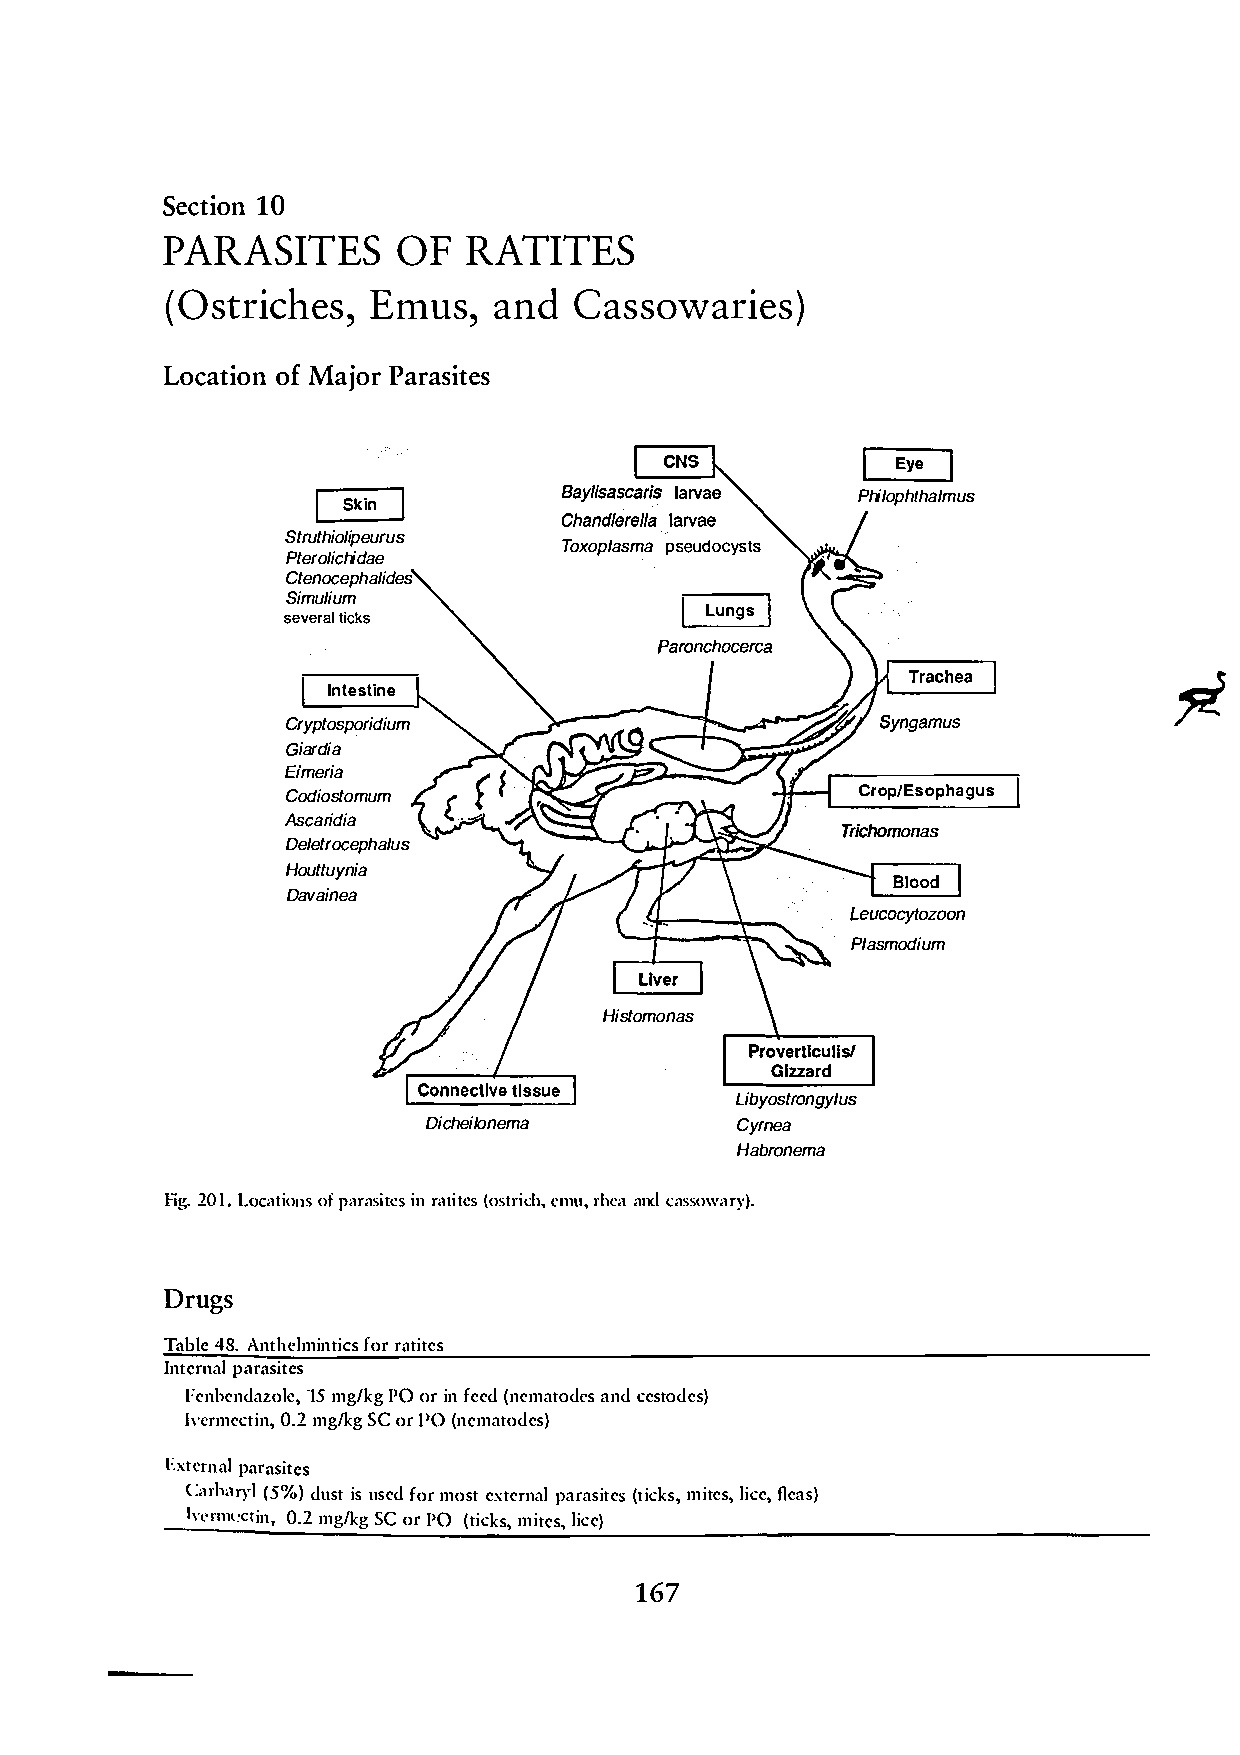 Section 10
PARASITES OF RATITES
(Ostriches, Emus, and Cassowaries)
Location of Major Parasites
CNS
Baylisascaris larvae
Chandlerella larvae
Toxoplasma pseudocysts
Eye
Philophthalmus
Skin
Struthiolipeurus
Pterolichidae
Ctenocephalides
Simulium
several ticks
Lungs
Paronchocerca
Trachea
Syngamus
Intestine
Cryptosporidium
Giardia
Eimeria
Codiostomum
Ascaridia
Deletrocephalus
Houttuynia
Davainea
Crop/Esophagus
Trichomonas
Blood
Leucocytozoon
Plasmodium
Liver
Histomonas
Proverticulis/
Gizzard
Libyostrongylus
Cyrnea
Habronema
Connective tissue
Dicheilonema
Fig. 201. Locations of parasites in ratites (ostrich, emu, rhea and cassowary).
Drugs
Table 48. Anthelmintics for ratites
Internal parasites
Fenbendazole, 15 mg/kg PO or in feed (nematodes and cestodes)
Ivermectin, 0.2 mg/kg SC or PO (nematodes)
External parasites
Carbaryl (5%) dust is used for most external parasites (ticks, mites, lice, fleas)
Ivermectin, 0.2 mg/kg SC or PO (ticks, mites, lice)
167